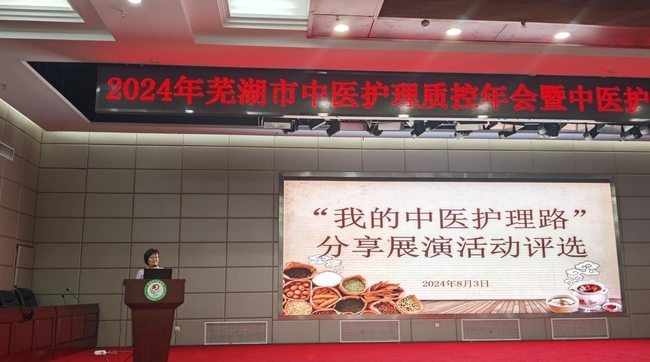 2024年芜湖市中医护理质控年会暨中医护
“我的中医护理路”
分享展演活动评选
2024年8月3日